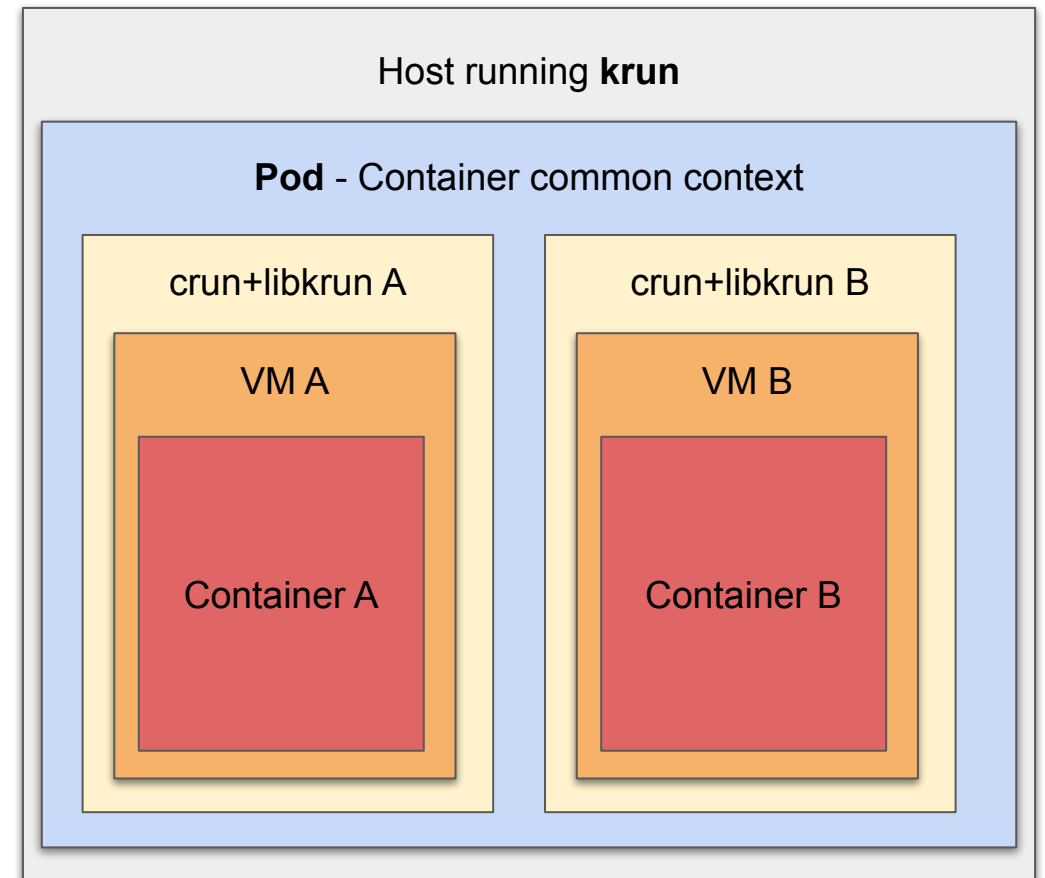 Host running krun
Pod - Container common context
crun+libkrun A
crun+libkrun B
VM A
VM B
Container A
Container B